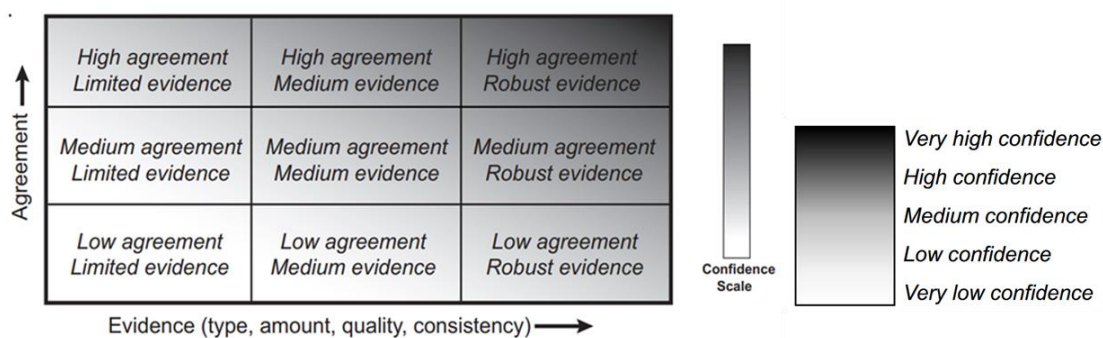 High agreement
Limited evidence
High agreement
Medium evidence
High agreement
Robust evidence
Agreement
Medium agreement
Limited evidence
Medium agreement
Medium evidence
Medium agreement
Robust evidence
Low agreement
Limited evidence
Low agreement
Medium evidence
Low agreement
Robust evidence
Evidence (type, amount, quality, consistency)
Confidence
Scale
Very high confidence
High confidence
Medium confidence
Low confidence
Very low confidence